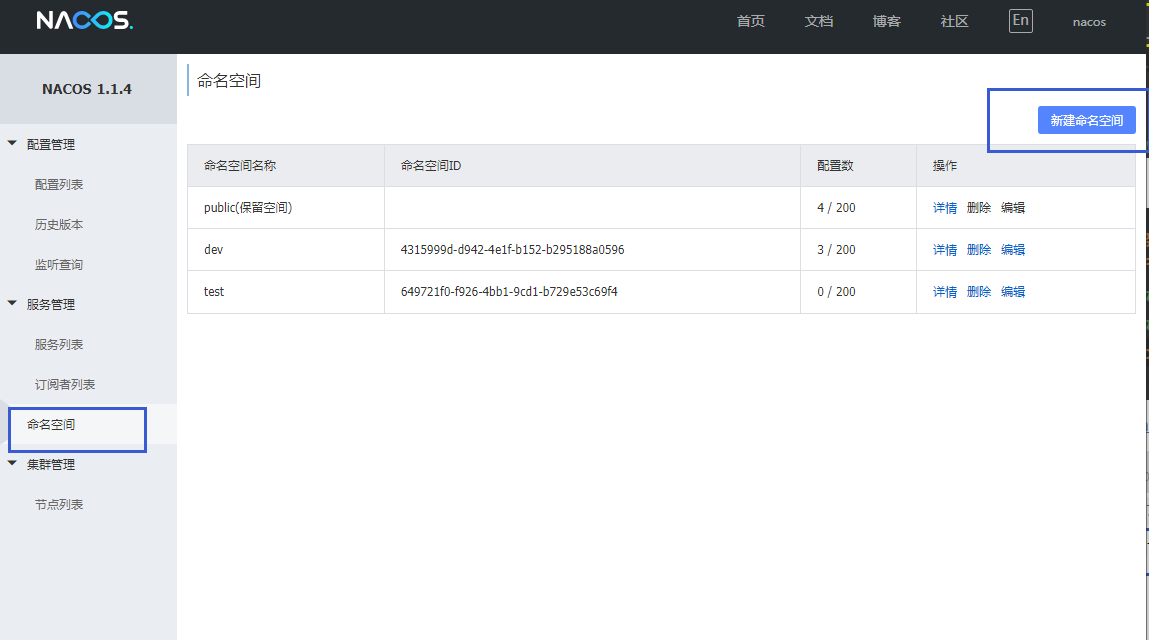 NACOS.
首页 文档 博客 社区 En nacos
NACOS 1.1.4
配置管理
配置列表
历史版本
监听查询
服务管理
服务列表
订阅者列表
命名空间
集群管理
节点列表
命名空间
新建命名空间
命名空间名称 命名空间ID 配置数 操作
public(保留空间) 4 / 200 详情 删除 编辑
dev 4315999d-d942-4e1f-b152-b295188a0596 3 / 200 详情 删除 编辑
test 649721f0-f926-4bb1-9cd1-b729e53c69f4 0 / 200 详情 删除 编辑